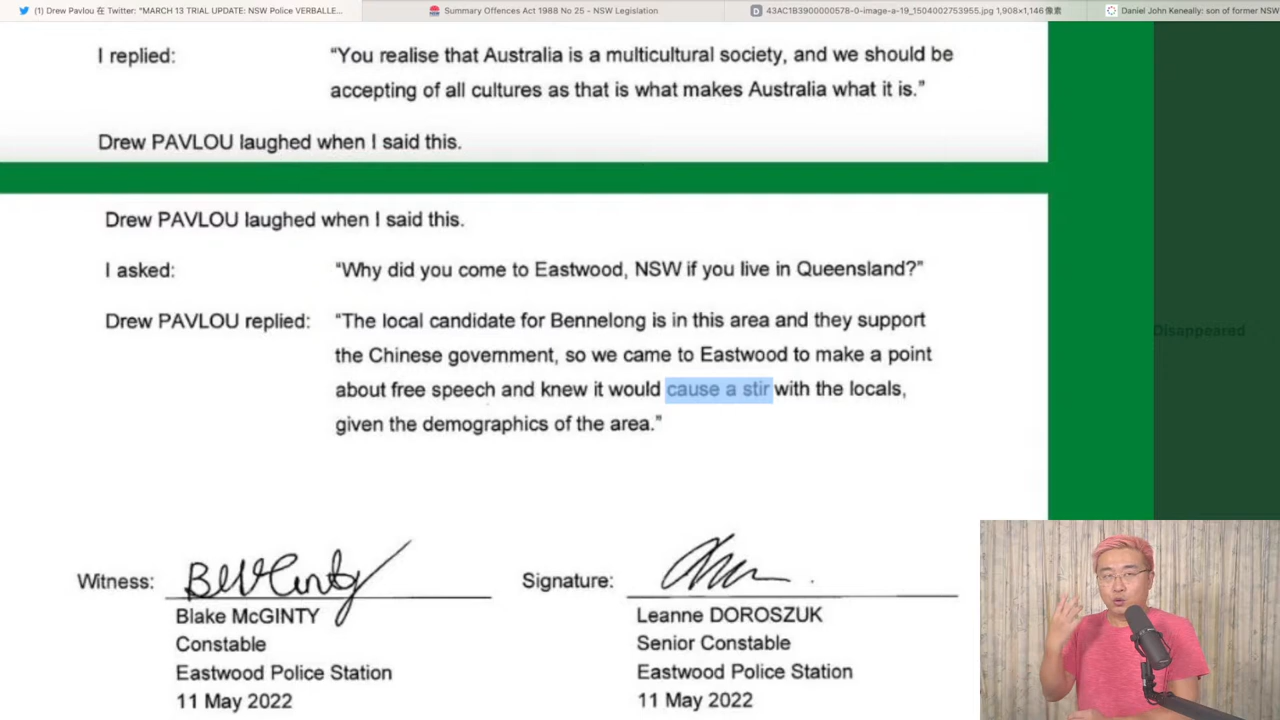 (1) Drew Pavlou 在 Twitter: "MARCH 13 TRIAL UPDATE: NSW Police VERBALLE...
Summary Offences Act 1988 No 25 - NSW Legislation
43AC1B3900000578-0-image-a-19_1504002753955.jpg 1,908×1,146像素
Daniel John Keneally: son of former NSW
I replied: “You realise that Australia is a multicultural society, and we should be
accepting of all cultures as that is what makes Australia what it is.”
Drew PAVLOU laughed when I said this.
Drew PAVLOU laughed when I said this.
I asked: “Why did you come to Eastwood, NSW if you live in Queensland?”
Drew PAVLOU replied: “The local candidate for Bennelong is in this area and they support
the Chinese government, so we came to Eastwood to make a point
about free speech and knew it would cause a stir with the locals,
given the demographics of the area.”
Disappeared
Witness: Signature:
Blake McGINTY Leanne DOROSZUK
Constable Senior Constable
Eastwood Police Station Eastwood Police Station
11 May 2022 11 May 2022